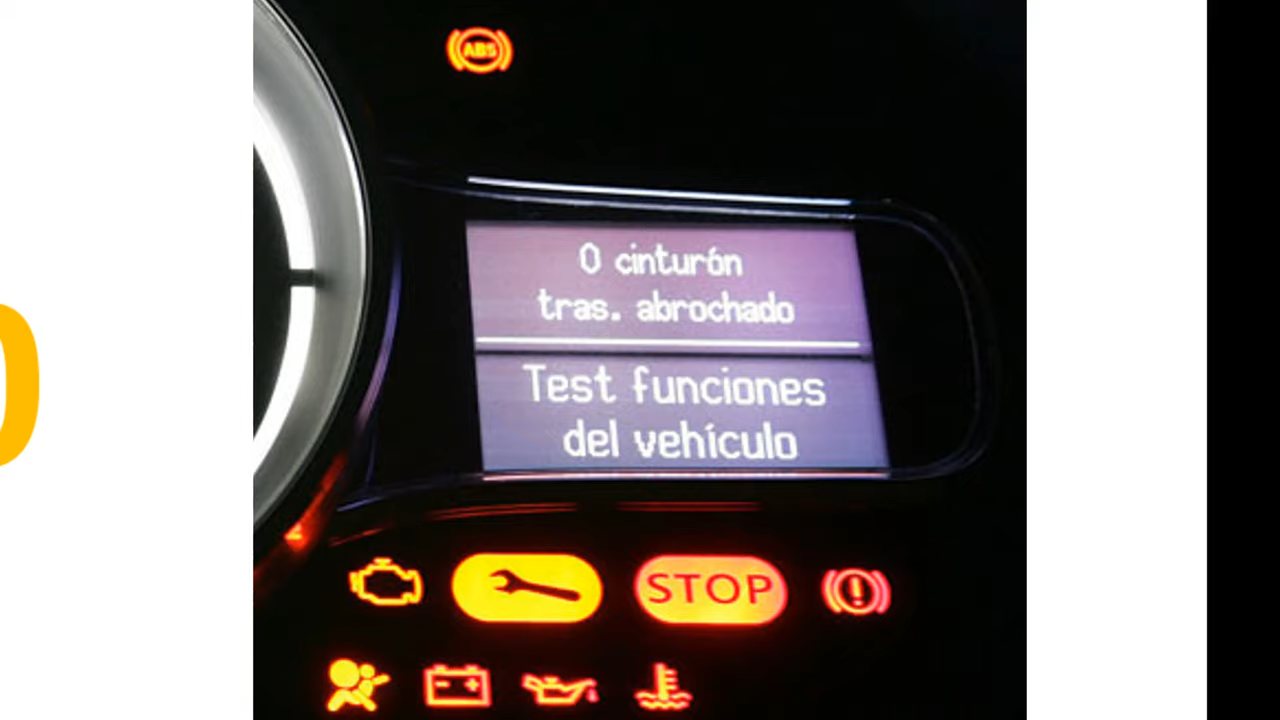 ABS
0 cinturón
tras. abrochado
Test funciones
del vehículo
STOP